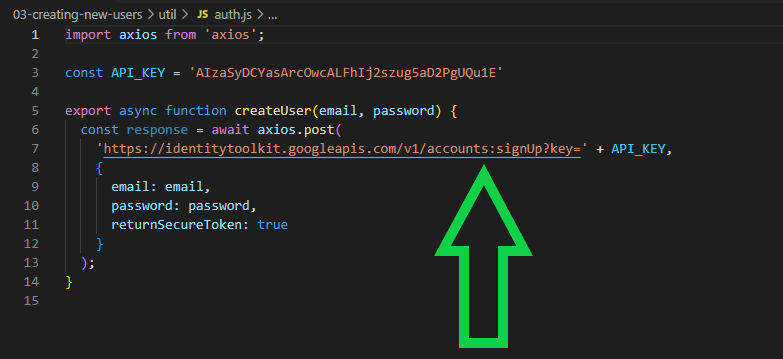 03-creating-new-users > util > JS auth.js > ...
1 import axios from 'axios';
2
3 const API_KEY = 'AIzaSyDCYasArcOwcALFhIj2szug5aD2PgUQu1E'
4
5 export async function createUser(email, password) {
6 const response = await axios.post(
7 'https://identitytoolkit.googleapis.com/v1/accounts:signUp?key=' + API_KEY,
8 {
9 email: email,
10 password: password,
11 returnSecureToken: true
12 }
13 );
14 }
15